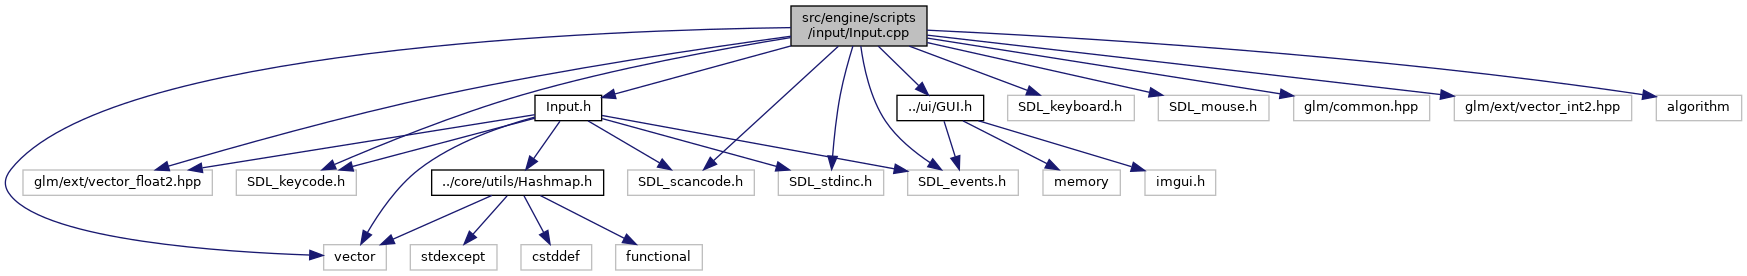 src/engine/scripts
/input/Input.cpp
Input.h
../ui/GUI.h
SDL_keyboard.h
SDL_mouse.h
glm/common.hpp
glm/ext/vector_int2.hpp
algorithm
glm/ext/vector_float2.hpp
SDL_keycode.h
../core/utils/Hashmap.h
SDL_scancode.h
SDL_stdinc.h
SDL_events.h
memory
imgui.h
vector
stdexcept
cstddef
functional